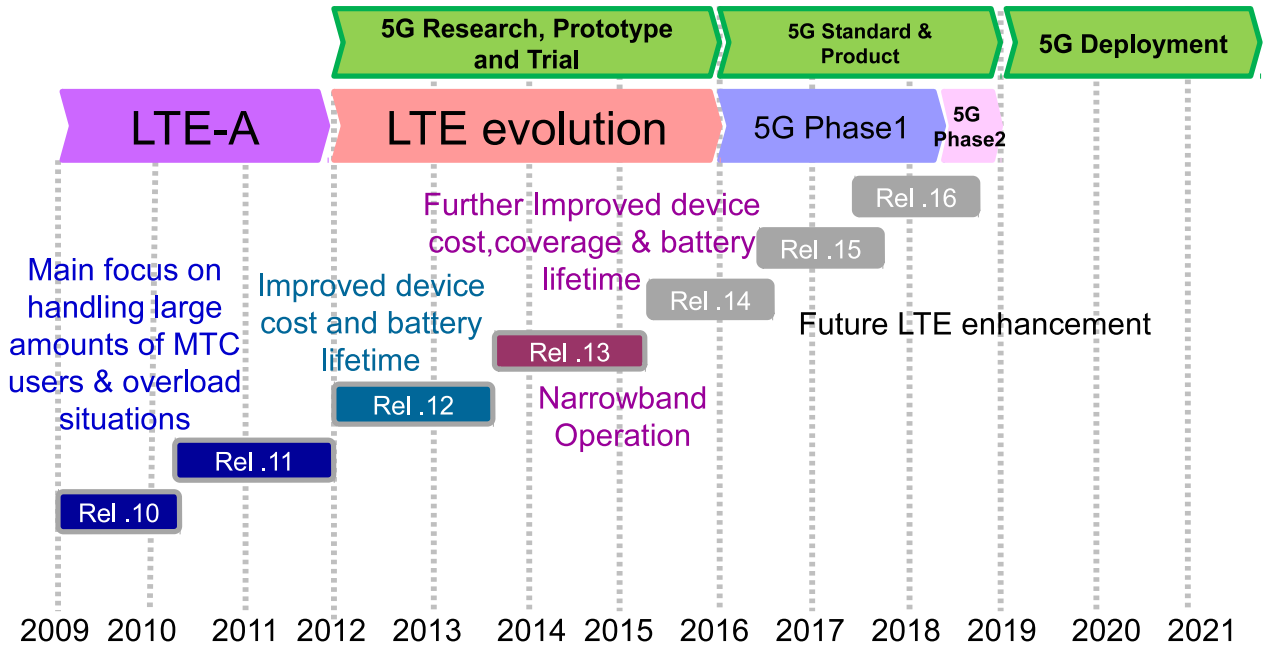 5G Research, Prototype
and Trial
5G Standard &
Product
5G Deployment
LTE-A
LTE evolution
5G Phase1
5G
Phase2
Rel .16
Further Improved device
cost,coverage & battery
lifetime
Rel .15
Main focus on
handling large
amounts of MTC
users & overload
situations
Improved device
cost and battery
lifetime
Rel .14
Future LTE enhancement
Rel .13
Rel .12
Narrowband
Operation
Rel .11
Rel .10
2009 2010 2011 2012 2013 2014 2015 2016 2017 2018 2019 2020 2021